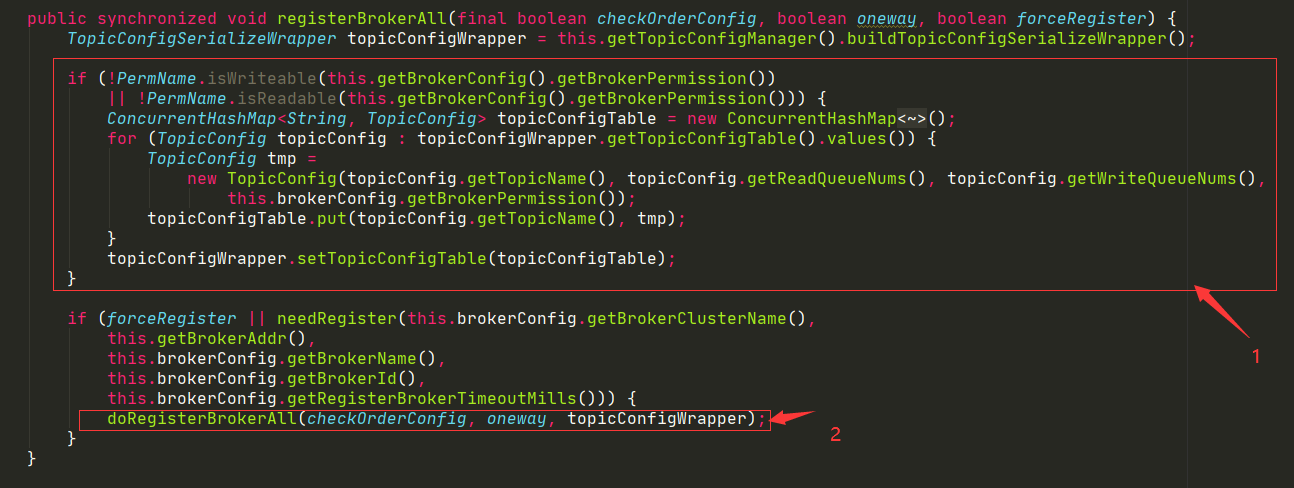 public synchronized void registerBrokerAll(final boolean checkOrderConfig, boolean oneway, boolean forceRegister) {
TopicConfigSerializeWrapper topicConfigWrapper = this.getTopicConfigManager().buildTopicConfigSerializeWrapper();
if (!PermName.isWriteable(this.getBrokerConfig().getBrokerPermission())
|| !PermName.isReadable(this.getBrokerConfig().getBrokerPermission())) {
ConcurrentHashMap<String, TopicConfig> topicConfigTable = new ConcurrentHashMap<~>();
for (TopicConfig topicConfig : topicConfigWrapper.getTopicConfigTable().values()) {
TopicConfig tmp =
new TopicConfig(topicConfig.getTopicName(), topicConfig.getReadQueueNums(), topicConfig.getWriteQueueNums(),
this.brokerConfig.getBrokerPermission());
topicConfigTable.put(topicConfig.getTopicName(), tmp);
}
topicConfigWrapper.setTopicConfigTable(topicConfigTable);
}
if (forceRegister || needRegister(this.brokerConfig.getBrokerClusterName(),
this.getBrokerAddr(),
this.brokerConfig.getBrokerName(),
this.brokerConfig.getBrokerId(),
this.brokerConfig.getRegisterBrokerTimeoutMills())) {
doRegisterBrokerAll(checkOrderConfig, oneway, topicConfigWrapper);
}
}
1
2